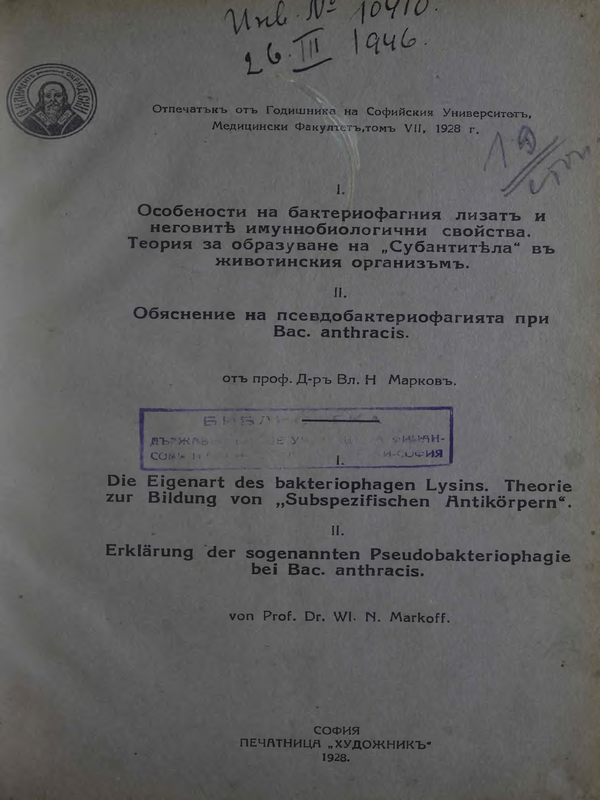 Инв. № 10410.
26. III 1946.
Отпечатъкъ отъ Годишника на Софийския Университотъ,
Медицински Факулtетъ, томъ VII, 1928 г.
I.
Особености на бактериофагния лизатъ и
неговитѣ имуннобиологични свойства.
Теория за образуване на „Субантитѣла“ въ
животинския организъмъ.
II.
Обяснение на псевдобактериофагията при
Bac. anthracis.
отъ проф. Д-ръ Вл. Н Марковъ.
I.
Die Eigenart des bakteriophagen Lysins. Theorie
zur Bildung von „Subspezifischen Antikörpern“.
II.
Erklärung der sogenannten Pseudobakteriophagie
bei Bac. anthracis.
von Prof. Dr. Wl. N. Markoff.
СОФИЯ
ПЕЧАТНИЦА „ХУДОЖНИКЪ“
1928.